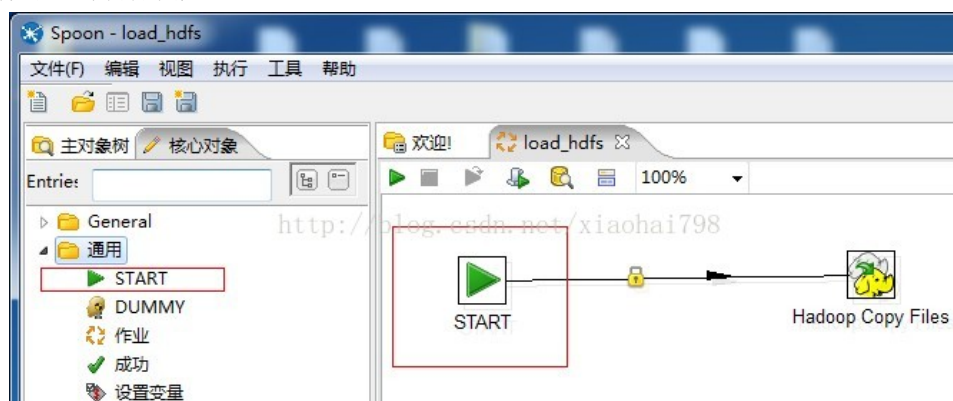 Spoon - load_hdfs
文件(F) 编辑 视图 执行 工具 帮助
主对象树 核心对象
欢迎! load_hdfs
Entries
100%
General
http://blog.csdn.net/xiaohai798
通用
START
DUMMY
作业
成功
设置变量
START
Hadoop Copy Files